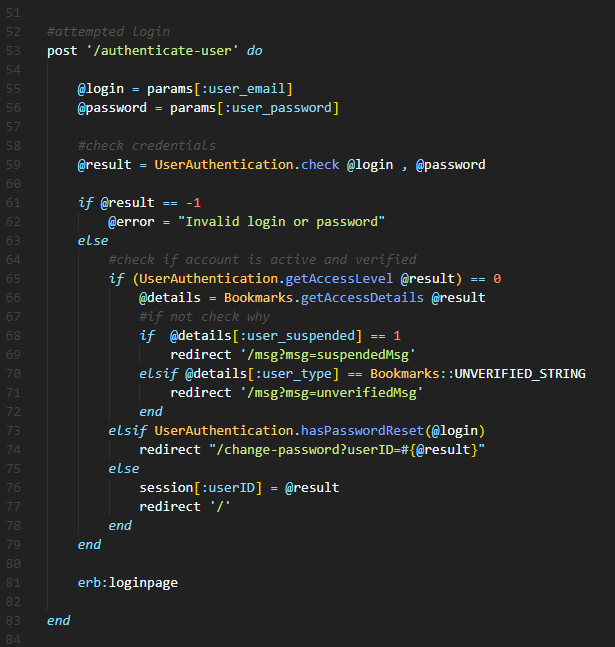 51
52 #attempted login
53 post '/authenticate-user' do
54
55 @login = params[:user_email]
56 @password = params[:user_password]
57
58 #check credentials
59 @result = UserAuthentication.check @login , @password
60
61 if @result == -1
62 @error = "Invalid login or password"
63 else
64 #check if account is active and verified
65 if (UserAuthentication.getAccessLevel @result) == 0
66 @details = Bookmarks.getAccessDetails @result
67 #if not check why
68 if @details[:user_suspended] == 1
69 redirect '/msg?msg=suspendedMsg'
70 elsif @details[:user_type] == Bookmarks::UNVERIFIED_STRING
71 redirect '/msg?msg=unverifiedMsg'
72 end
73 elsif UserAuthentication.hasPasswordReset(@login)
74 redirect "/change-password?userID=#{@result}"
75 else
76 session[:userID] = @result
77 redirect '/'
78 end
79 end
80
81 erb:loginpage
82
83 end
84